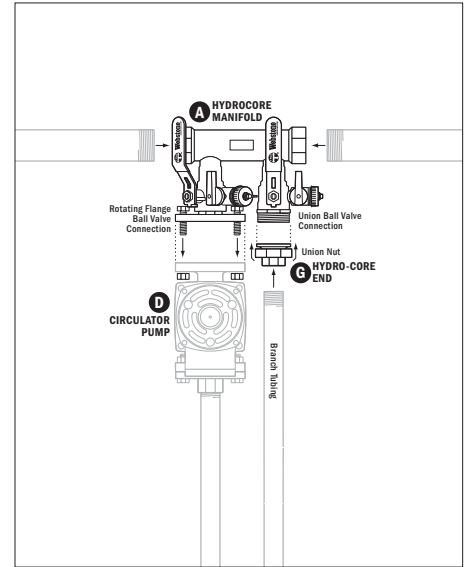 A HYDROCORE
MANIFOLD
Webstone
Webstone
Rotating Flange
Ball Valve
Connection
Union Ball Valve
Connection
Union Nut
G HYDRO-CORE
END
D
CIRCULATOR
PUMP
Branch Tubing